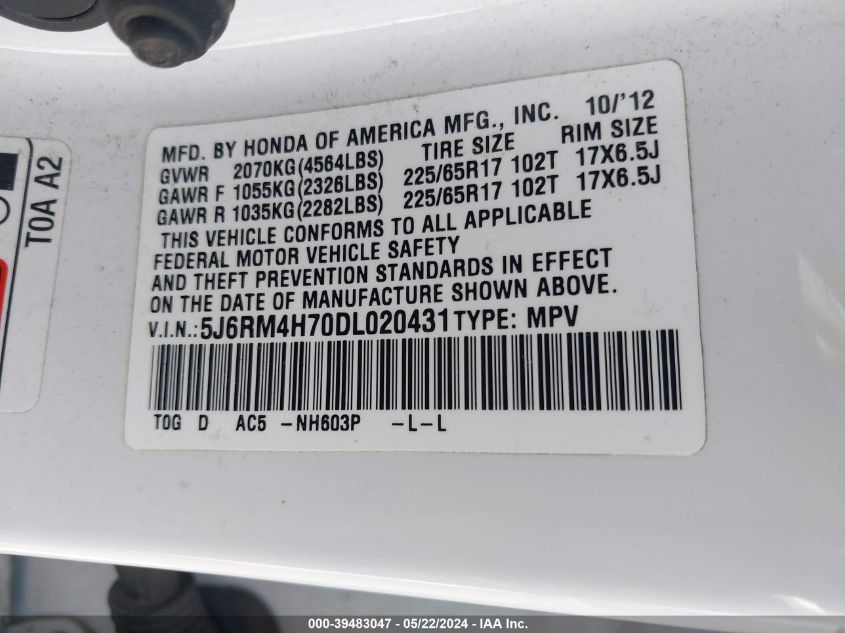 TOA A2
MFD. BY HONDA OF AMERICA MFG., INC. 10/'12
GVWR 2070KG(4564LBS) TIRE SIZE RIM SIZE
GAWR F 1055KG(2326LBS) 225/65R17 102T 17X6.5J
GAWR R 1035KG(2282LBS) 225/65R17 102T 17X6.5J
THIS VEHICLE CONFORMS TO ALL APPLICABLE
FEDERAL MOTOR VEHICLE SAFETY
AND THEFT PREVENTION STANDARDS IN EFFECT
ON THE DATE OF MANUFACTURE SHOWN ABOVE.
V.I.N.:5J6RM4H70DL020431 TYPE: MPV
TOG D AC5 -NH603P -L-L
000-39483047 - 05/22/2024 - IAA Inc.